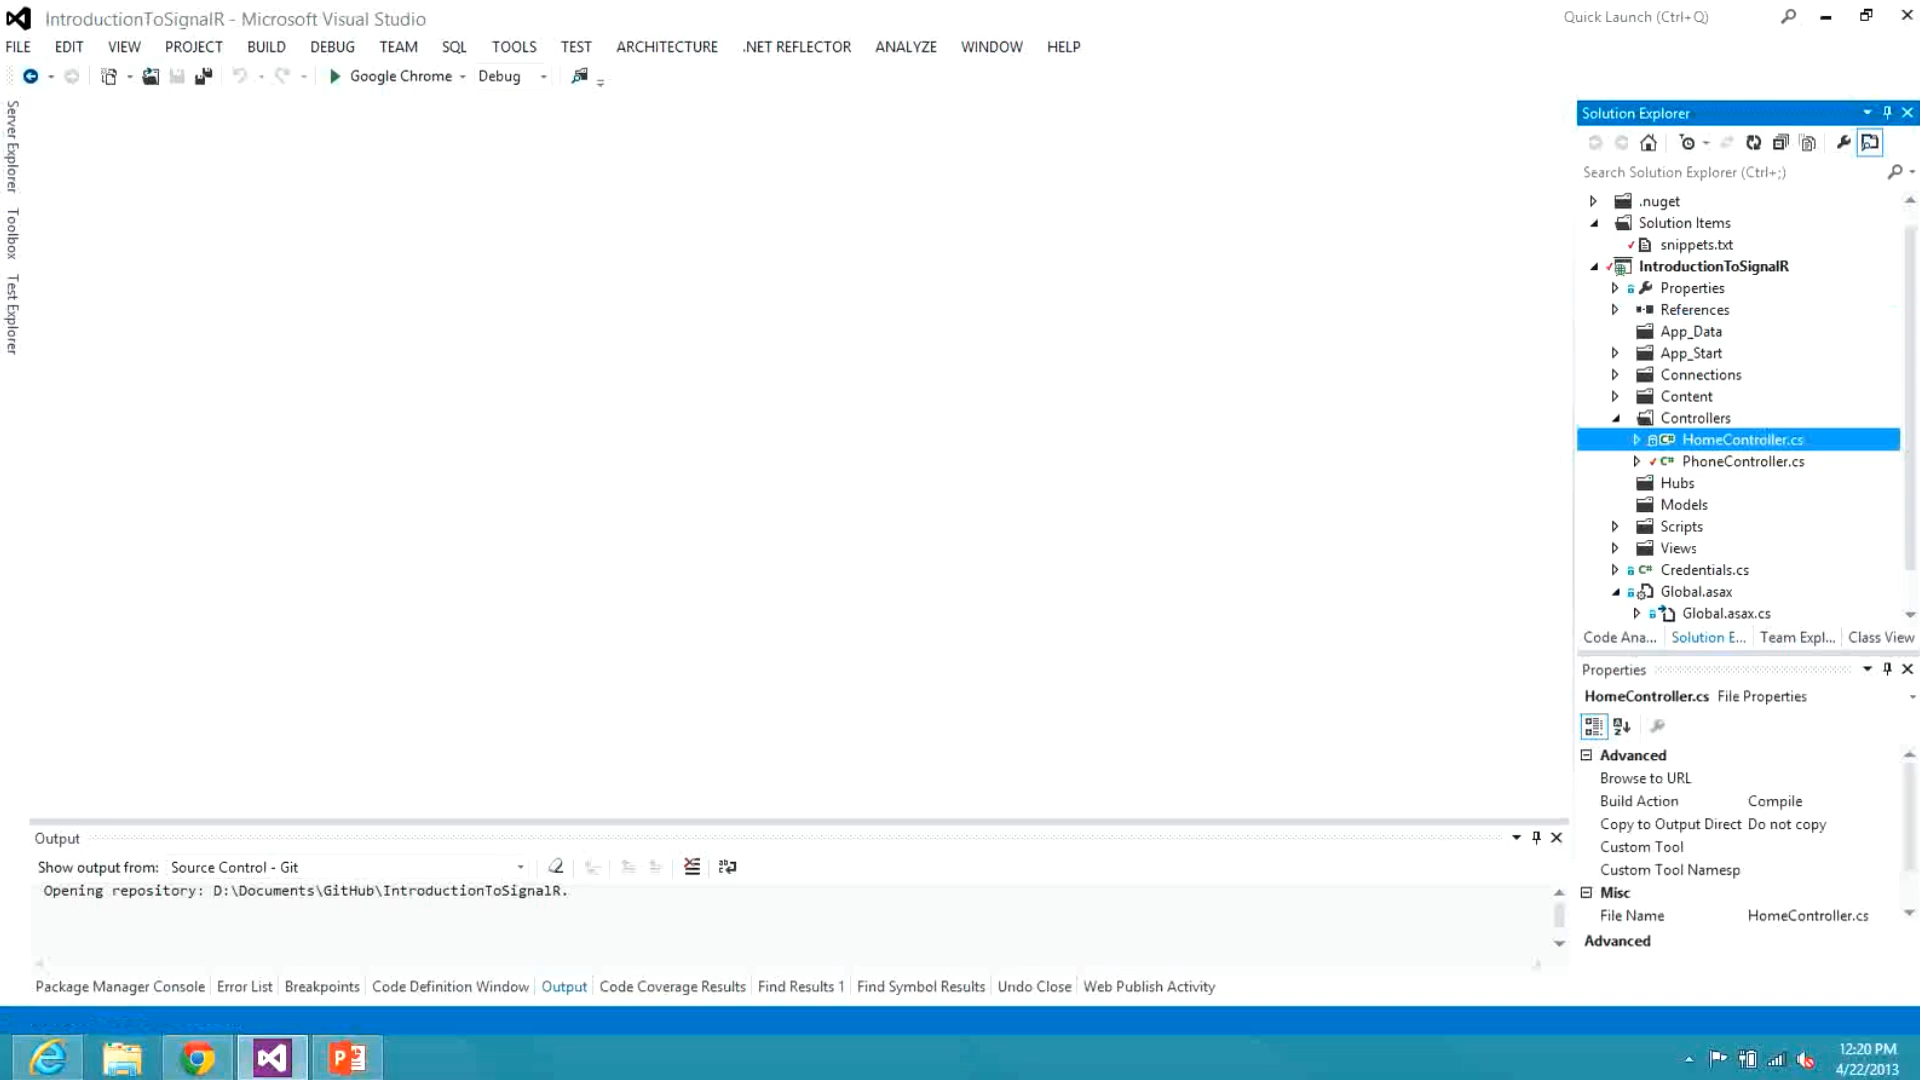 IntroductionToSignalR - Microsoft Visual Studio
Quick Launch (Ctrl+Q)
FILE EDIT VIEW PROJECT BUILD DEBUG TEAM SQL TOOLS TEST ARCHITECTURE .NET REFLECTOR ANALYZE WINDOW HELP
Google Chrome Debug
Server Explorer
Toolbox
Test Explorer
Solution Explorer
Search Solution Explorer (Ctrl+;)
.nuget
Solution Items
snippets.txt
IntroductionToSignalR
Properties
References
App_Data
App_Start
Connections
Content
Controllers
HomeController.cs
PhoneController.cs
Hubs
Models
Scripts
Views
Credentials.cs
Global.asax
Global.asax.cs
Code Ana... Solution E... Team Expl... Class View
Properties
HomeController.cs File Properties
Advanced
Browse to URL
Build Action Compile
Copy to Output Direct Do not copy
Custom Tool
Custom Tool Namesp
Misc
File Name HomeController.cs
Advanced
Output
Show output from: Source Control - Git
Opening repository: D:\Documents\GitHub\IntroductionToSignalR.
Package Manager Console Error List Breakpoints Code Definition Window Output Code Coverage Results Find Results 1 Find Symbol Results Undo Close Web Publish Activity
12:20 PM
4/22/2013